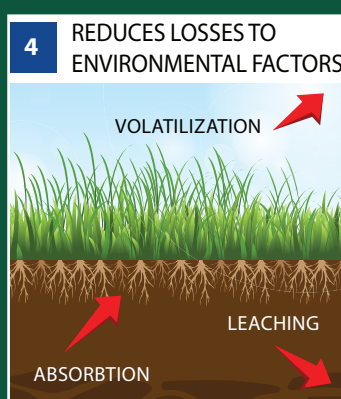 4
REDUCES LOSSES TO
ENVIRONMENTAL FACTORS
VOLATILIZATION
LEACHING
ABSORBTION